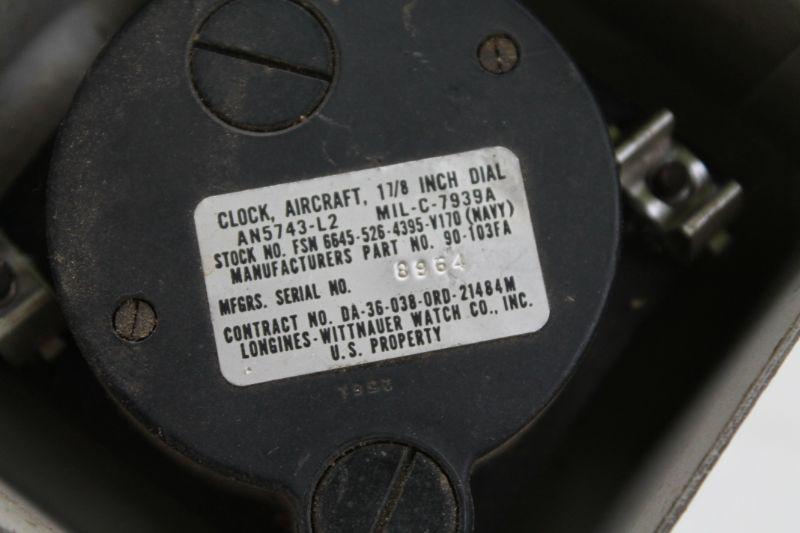 CLOCK, AIRCRAFT, 17/8 INCH DIAL
AN5743-L2 MIL-C-7939A
STOCK NO. FSN 6645-526-4395-V170 (NAVY)
MANUFACTURERS PART NO. 90-103FA
MFGRS. SERIAL NO. 8964
CONTRACT NO. DA-36-038-ORD-21484M
LONGINES-WITTNAUER WATCH CO., INC.
U.S. PROPERTY